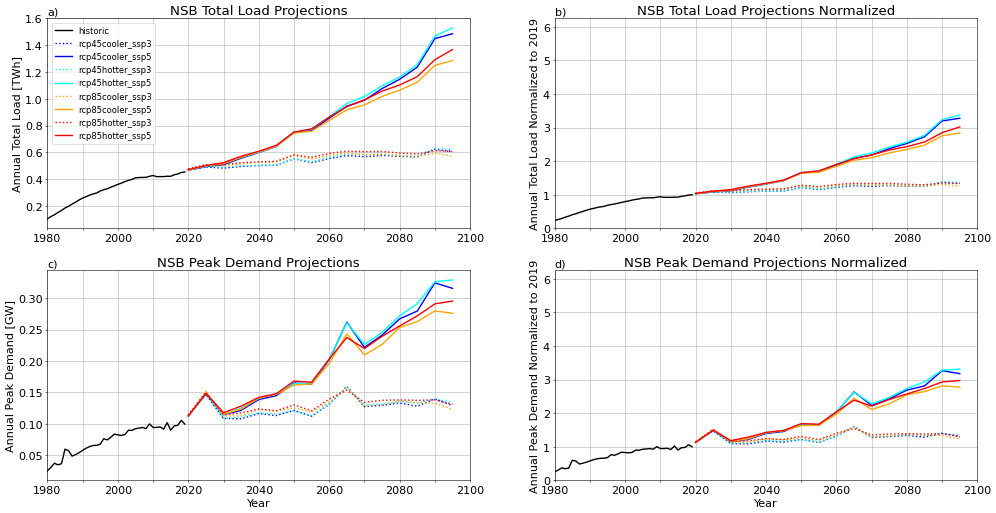 a)
NSB Total Load Projections
Annual Total Load [TWh]
1.6
1.4
1.2
1.0
0.8
0.6
0.4
0.2
historic
rcp45cooler_ssp3
rcp45cooler_ssp5
rcp45hotter_ssp3
rcp45hotter_ssp5
rcp85cooler_ssp3
rcp85cooler_ssp5
rcp85hotter_ssp3
rcp85hotter_ssp5
1980 2000 2020 2040 2060 2080 2100
b)
NSB Total Load Projections Normalized
Annual Total Load Normalized to 2019
6
5
4
3
2
1
0
1980 2000 2020 2040 2060 2080 2100
c)
NSB Peak Demand Projections
Annual Peak Demand [GW]
0.30
0.25
0.20
0.15
0.10
0.05
1980 2000 2020 2040 2060 2080 2100
Year
d)
NSB Peak Demand Projections Normalized
Annual Peak Demand Normalized to 2019
6
5
4
3
2
1
0
1980 2000 2020 2040 2060 2080 2100
Year